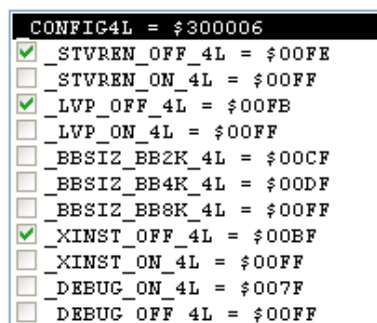 _CONFIG4L = $300006
_STVREN_OFF_4L = $00FE
_STVREN_ON_4L = $00FF
_LVP_OFF_4L = $00FB
_LVP_ON_4L = $00FF
_BBSIZ_BB2K_4L = $00CF
_BBSIZ_BB4K_4L = $00DF
_BBSIZ_BB8K_4L = $00FF
_XINST_OFF_4L = $00BF
_XINST_ON_4L = $00FF
_DEBUG_ON_4L = $007F
_DEBUG_OFF_4L = $00FF